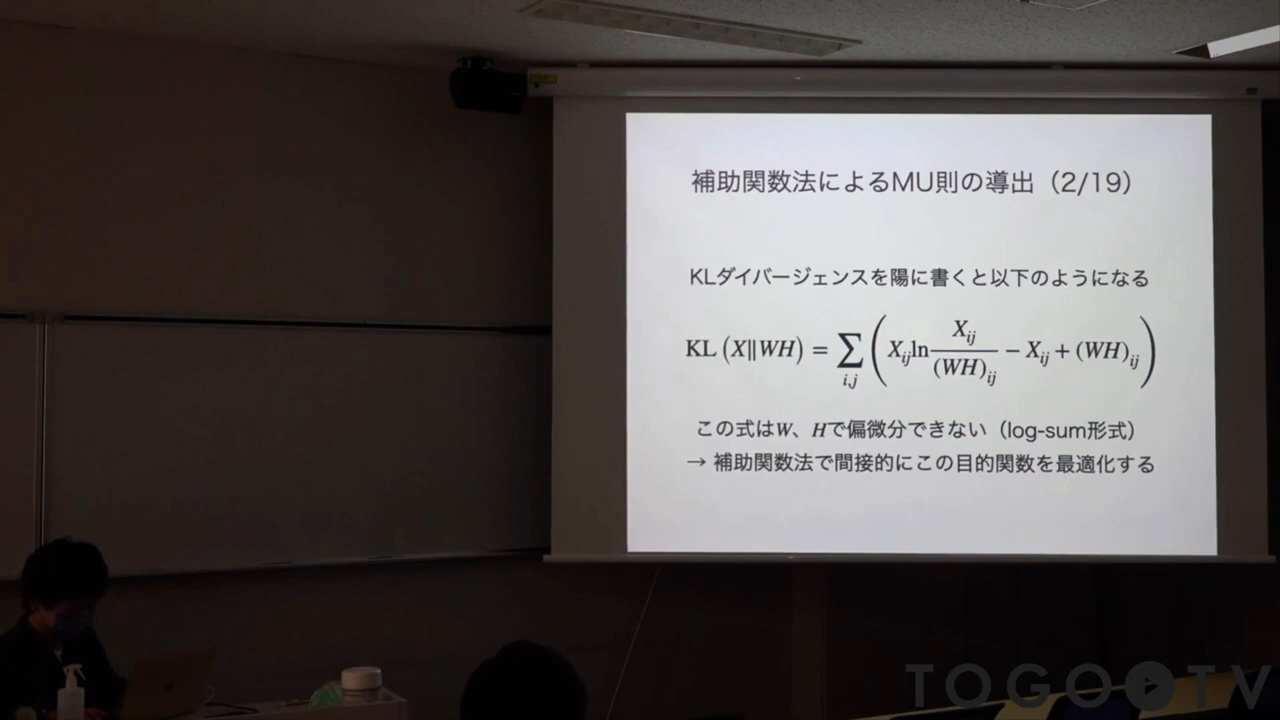 補助関数法によるMU則の導出（2/19）
KLダイバージェンスを陽に書くと以下のようになる
KL (X||WH) = ∑_{i,j} ( X_{ij} ln X_{ij} / (WH)_{ij} − X_{ij} + (WH)_{ij} )
この式はW、Hで偏微分できない（log-sum形式）
→ 補助関数法で間接的にこの目的関数を最適化する
TOGO TV